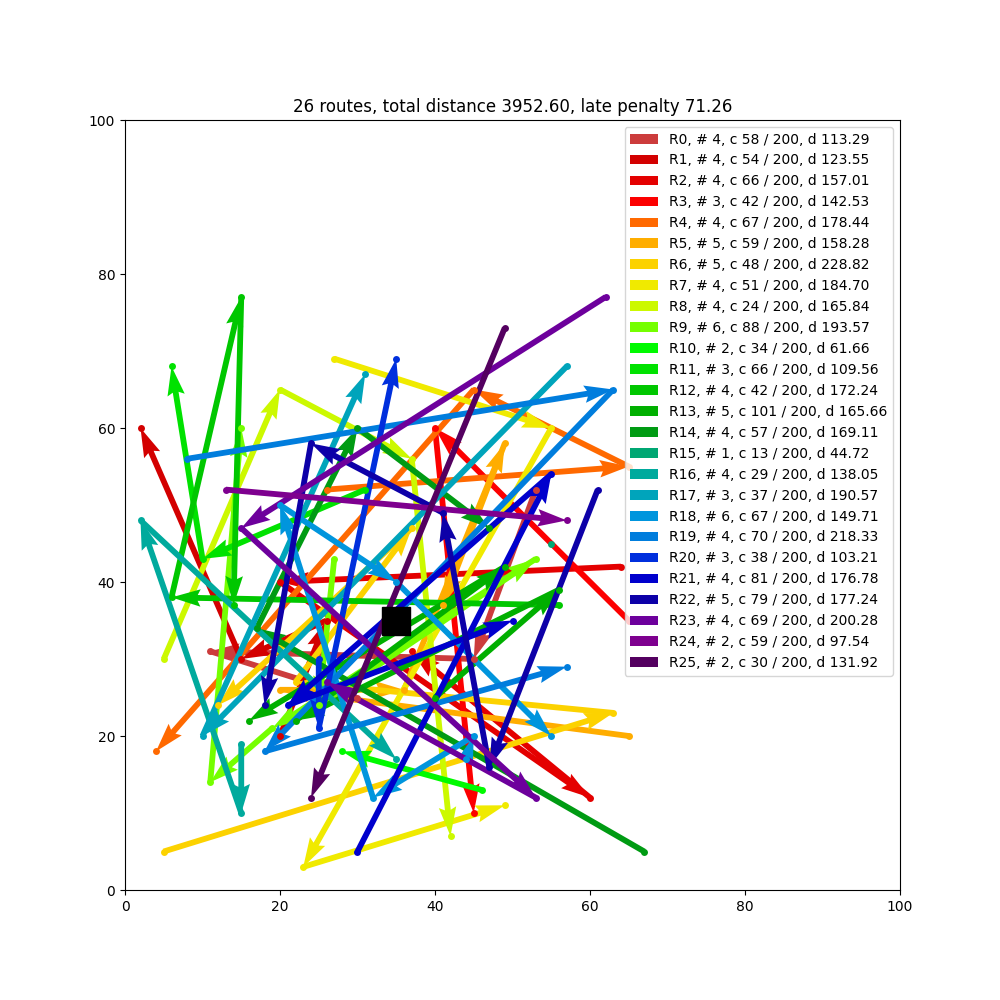 26 routes, total distance 3952.60, late penalty 71.26
100
80
60
40
20
0
0 20 40 60 80 100
R0, # 4, c 58 / 200, d 113.29
R1, # 4, c 54 / 200, d 123.55
R2, # 4, c 66 / 200, d 157.01
R3, # 3, c 42 / 200, d 142.53
R4, # 4, c 67 / 200, d 178.44
R5, # 5, c 59 / 200, d 158.28
R6, # 5, c 48 / 200, d 228.82
R7, # 4, c 51 / 200, d 184.70
R8, # 4, c 24 / 200, d 165.84
R9, # 6, c 88 / 200, d 193.57
R10, # 2, c 34 / 200, d 61.66
R11, # 3, c 66 / 200, d 109.56
R12, # 4, c 42 / 200, d 172.24
R13, # 5, c 101 / 200, d 165.66
R14, # 4, c 57 / 200, d 169.11
R15, # 1, c 13 / 200, d 44.72
R16, # 4, c 29 / 200, d 138.05
R17, # 3, c 37 / 200, d 190.57
R18, # 6, c 67 / 200, d 149.71
R19, # 4, c 70 / 200, d 218.33
R20, # 3, c 38 / 200, d 103.21
R21, # 4, c 81 / 200, d 176.78
R22, # 5, c 79 / 200, d 177.24
R23, # 4, c 69 / 200, d 200.28
R24, # 2, c 59 / 200, d 97.54
R25, # 2, c 30 / 200, d 131.92